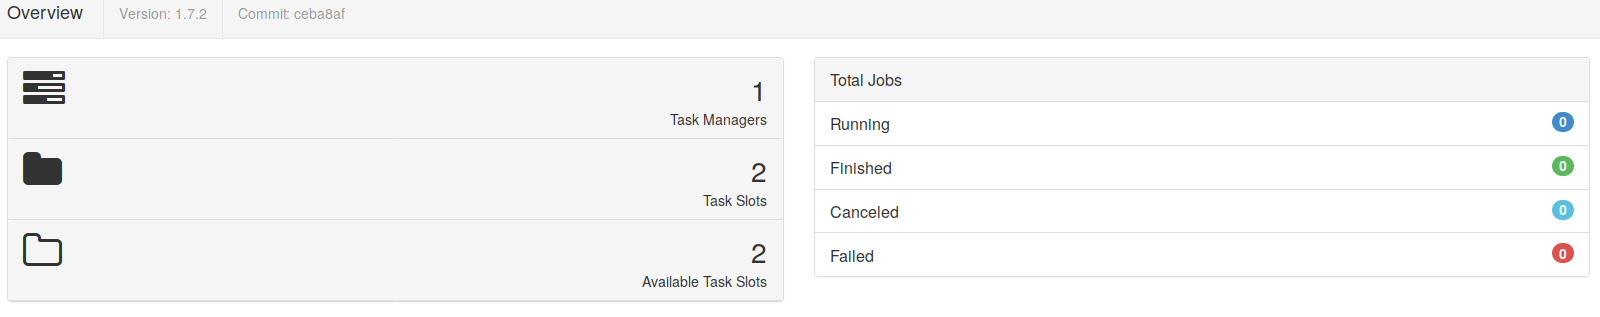 Overview Version: 1.7.2 Commit: ceba8af
1
Task Managers
2
Task Slots
2
Available Task Slots
Total Jobs
Running 0
Finished 0
Canceled 0
Failed 0